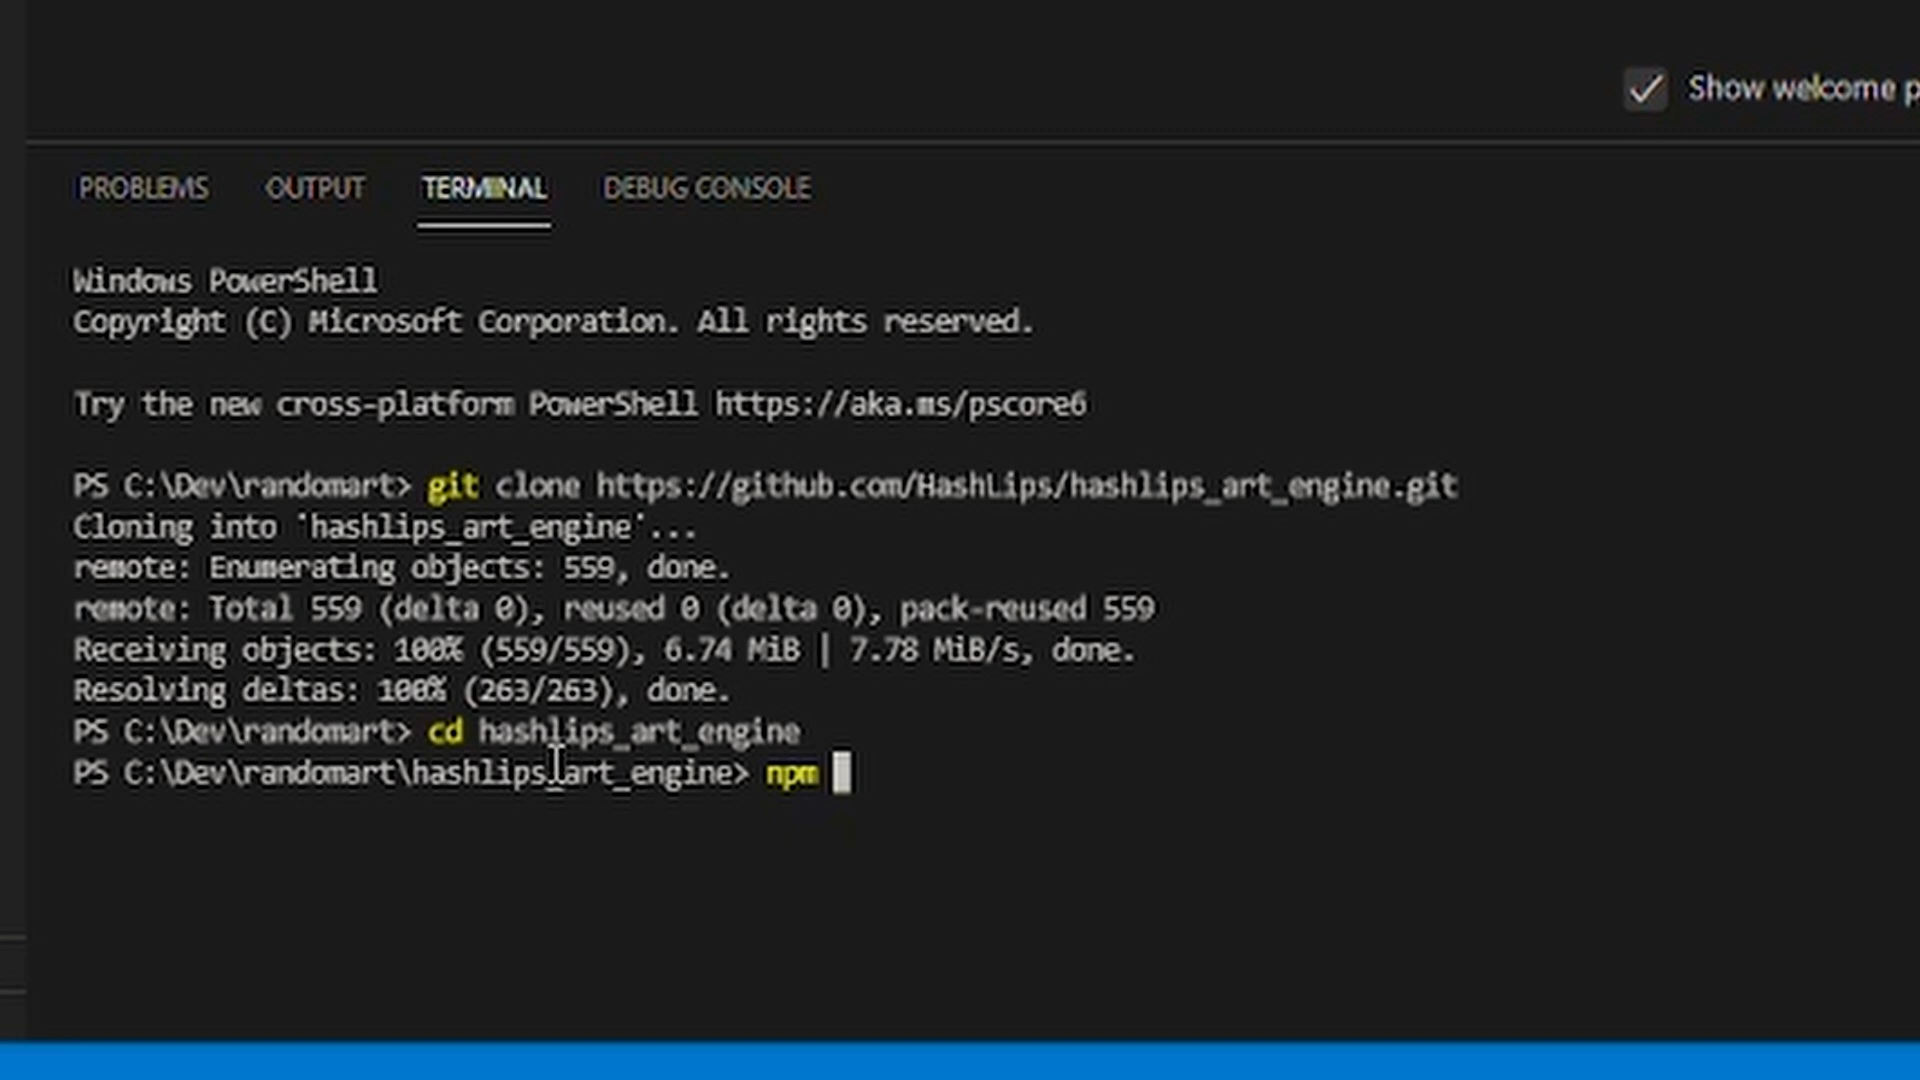 Show welcome p
PROBLEMS OUTPUT TERMINAL DEBUG CONSOLE
Windows PowerShell
Copyright (C) Microsoft Corporation. All rights reserved.
Try the new cross-platform PowerShell https://aka.ms/pscore6
PS C:\Dev\randomart> git clone https://github.com/HashLips/hashlips_art_engine.git
Cloning into 'hashlips_art_engine'...
remote: Enumerating objects: 559, done.
remote: Total 559 (delta 0), reused 0 (delta 0), pack-reused 559
Receiving objects: 100% (559/559), 6.74 MiB | 7.78 MiB/s, done.
Resolving deltas: 100% (263/263), done.
PS C:\Dev\randomart> cd hashlips_art_engine
PS C:\Dev\randomart\hashlips_art_engine> npm